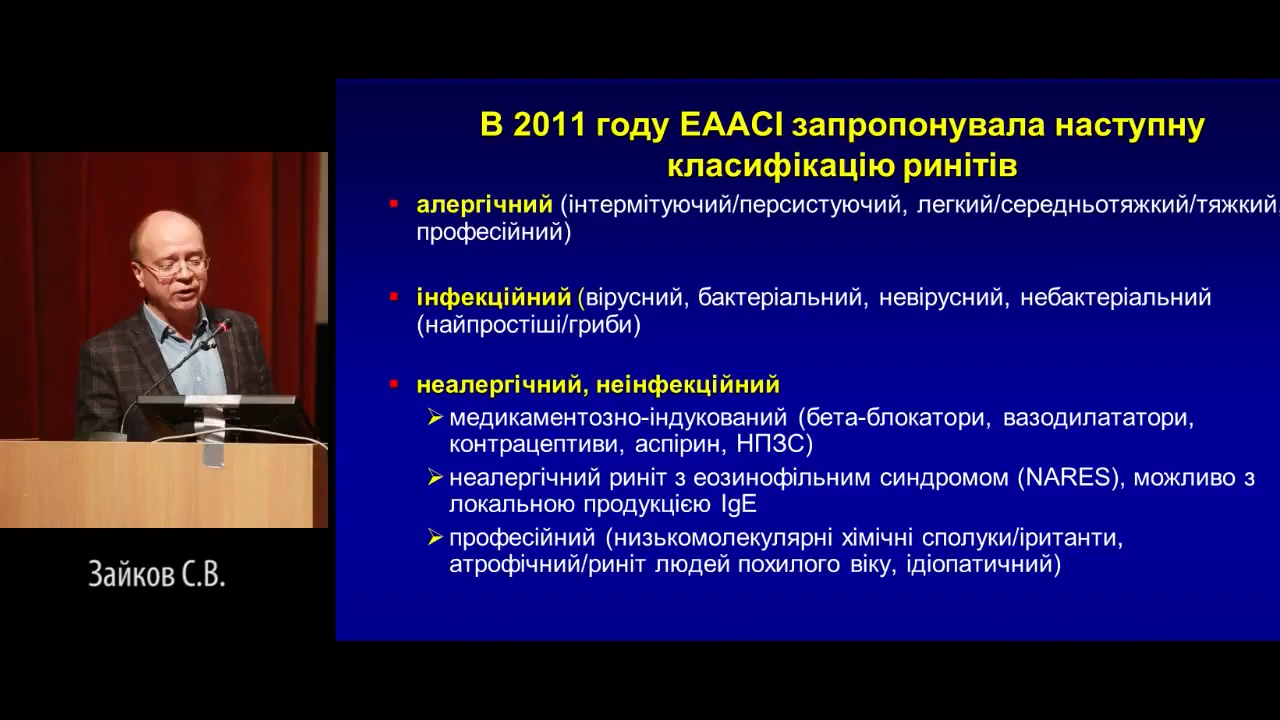 В 2011 году ЕААСІ запропонувала наступну
класифікацію ринітів
алергічний (інтермітуючий/персистуючий, легкий/середньотяжкий/тяжкий
професійний)
інфекційний (вірусний, бактеріальний, невірусний, небактеріальний
(найпростіші/гриби)
неалергічний, неінфекційний
медикаментозно-індукований (бета-блокатори, вазодилататори,
контрацептиви, аспірин, НПЗС)
неалергічний риніт з еозинофільним синдромом (NARES), можливо з
локальною продукцією IgE
професійний (низькомолекулярні хімічні сполуки/іританти,
атрофічний/риніт людей похилого віку, ідіопатичний)
Зайков С.В.